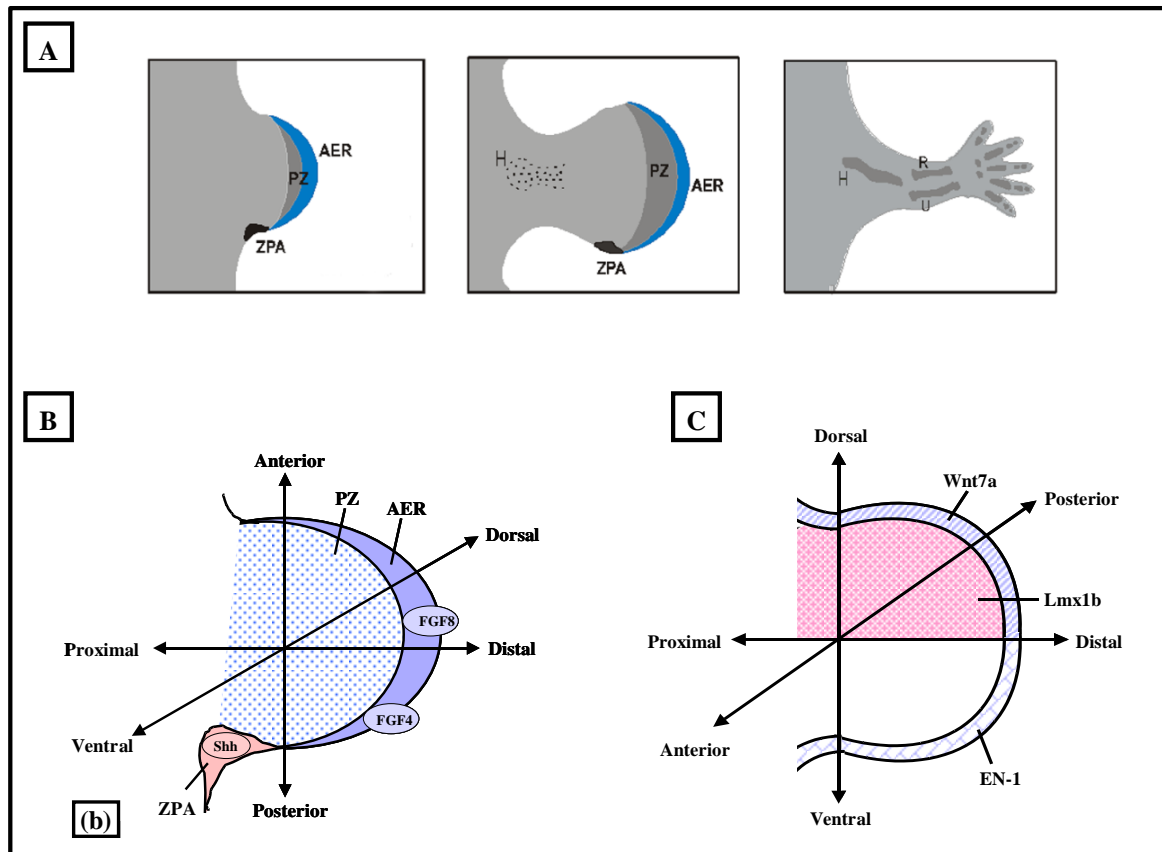 A
AER
PZ
ZPA
H
PZ
AER
ZPA
H
R
U
B
Anterior
PZ
AER
Dorsal
FGF8
Proximal
Distal
FGF4
Ventral
Shh
ZPA
Posterior
(b)
C
Dorsal
Wnt7a
Posterior
Lmx1b
Proximal
Distal
Anterior
EN-1
Ventral